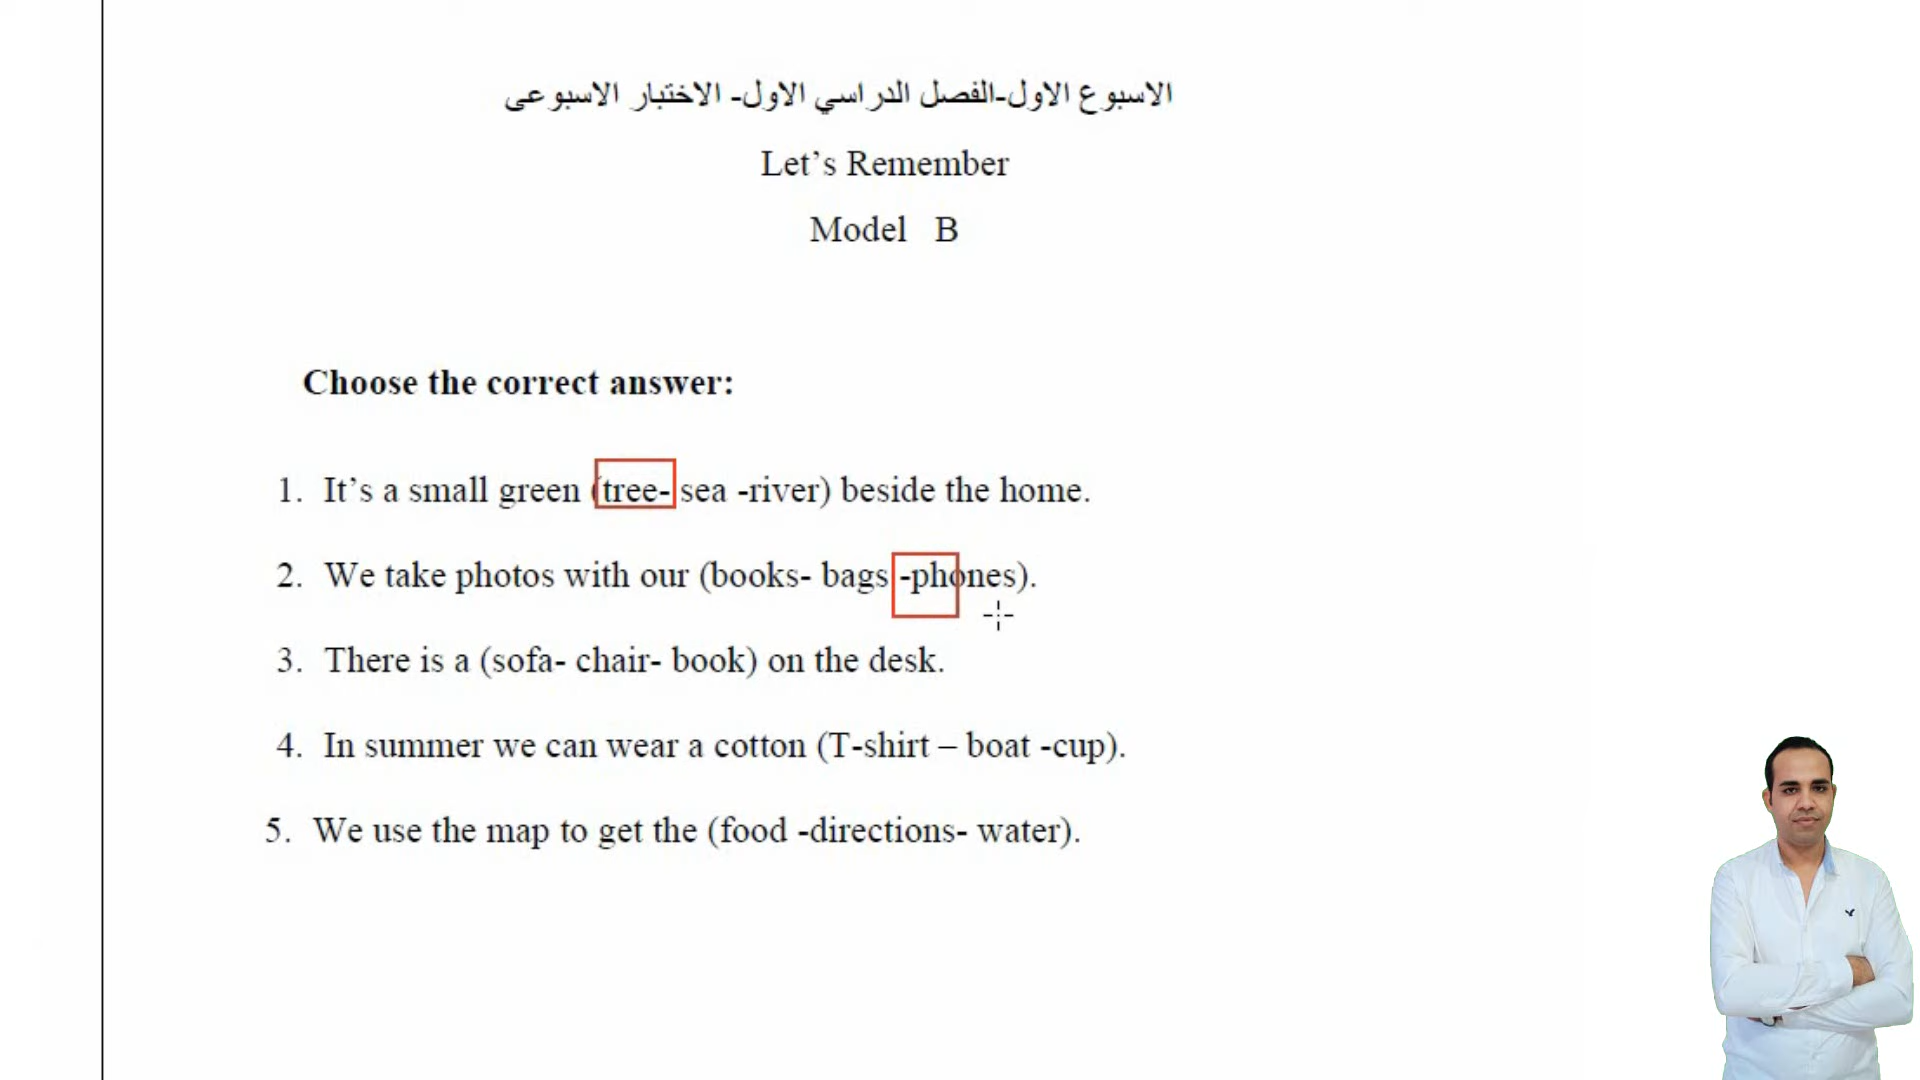 الاسبوع الاول-الفصل الدراسي الاول- الاختبار الاسبوعى
Let’s Remember
Model B
Choose the correct answer:
1. It’s a small green (tree- sea -river) beside the home.
2. We take photos with our (books- bags -phones).
3. There is a (sofa- chair- book) on the desk.
4. In summer we can wear a cotton (T-shirt – boat -cup).
5. We use the map to get the (food -directions- water).